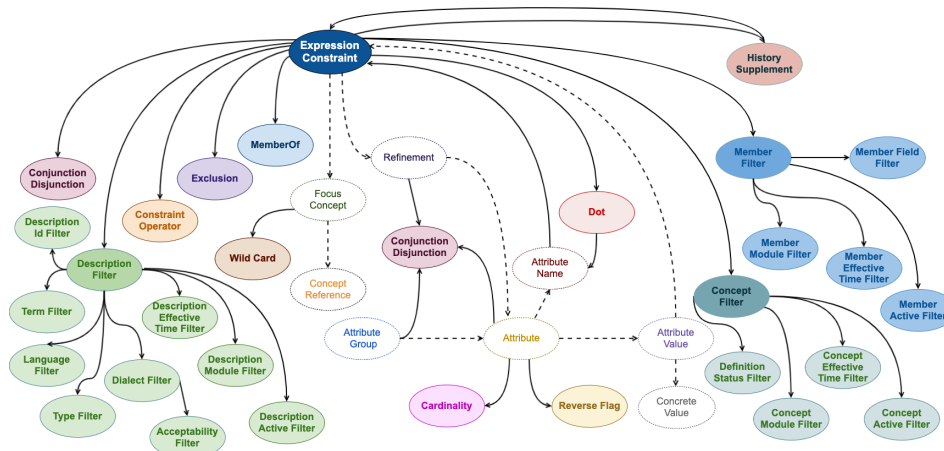 Expression
Constraint
History
Supplement
MemberOf
Member
Filter
Member Field
Filter
Refinement
Conjunction
Disjunction
Exclusion
Focus
Concept
Constraint
Operator
Dot
Description
Id Filter
Wild Card
Conjunction
Disjunction
Member
Module Filter
Member
Effective
Time Filter
Description
Filter
Concept
Reference
Attribute
Name
Concept
Filter
Member
Active Filter
Term Filter
Description
Effective
Time Filter
Attribute
Group
Attribute
Attribute
Value
Language
Filter
Dialect Filter
Description
Module Filter
Definition
Status Filter
Concept
Effective
Time Filter
Type Filter
Acceptability
Filter
Description
Active Filter
Cardinality
Reverse Flag
Concrete
Value
Concept
Module Filter
Concept
Active Filter